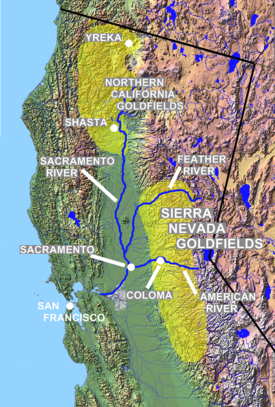 YREKA
NORTHERN
CALIFORNIA
GOLDFIELDS
SHASTA
SACRAMENTO
RIVER
FEATHER
RIVER
SIERRA
NEVADA
GOLDFIELDS
SACRAMENTO
COLOMA
AMERICAN
RIVER
SAN
FRANCISCO